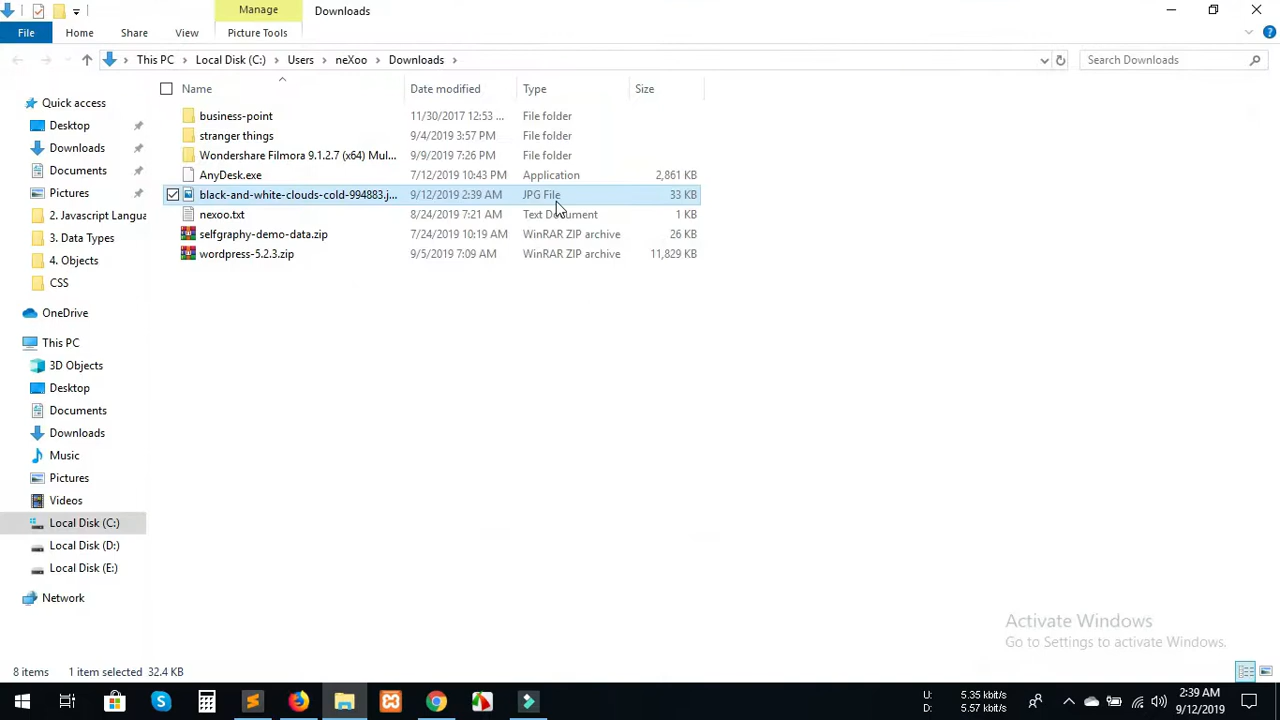 Manage Downloads
File Home Share View Picture Tools
This PC Local Disk (C:) Users neXoo Downloads Search Downloads
Name Date modified Type Size
business-point 11/30/2017 12:53 ... File folder
stranger things 9/4/2019 3:57 PM File folder
Wondershare Filmora 9.1.2.7 (x64) Mul... 9/9/2019 7:26 PM File folder
AnyDesk.exe 7/12/2019 10:43 PM Application 2,861 KB
black-and-white-clouds-cold-994883.j... 9/12/2019 2:39 AM JPG File 33 KB
nexoo.txt 8/24/2019 7:21 AM Text Document 1 KB
selfgraphy-demo-data.zip 7/24/2019 10:19 AM WinRAR ZIP archive 26 KB
wordpress-5.2.3.zip 9/5/2019 7:09 AM WinRAR ZIP archive 11,829 KB
Quick access
Desktop
Downloads
Documents
Pictures
2. Javascript Langua
3. Data Types
4. Objects
CSS
OneDrive
This PC
3D Objects
Desktop
Documents
Downloads
Music
Pictures
Videos
Local Disk (C:)
Local Disk (D:)
Local Disk (E:)
Network
Activate Windows
Go to Settings to activate Windows.
8 items 1 item selected 32.4 KB
U: 5.35 kbit/s
D: 5.57 kbit/s
2:39 AM
9/12/2019